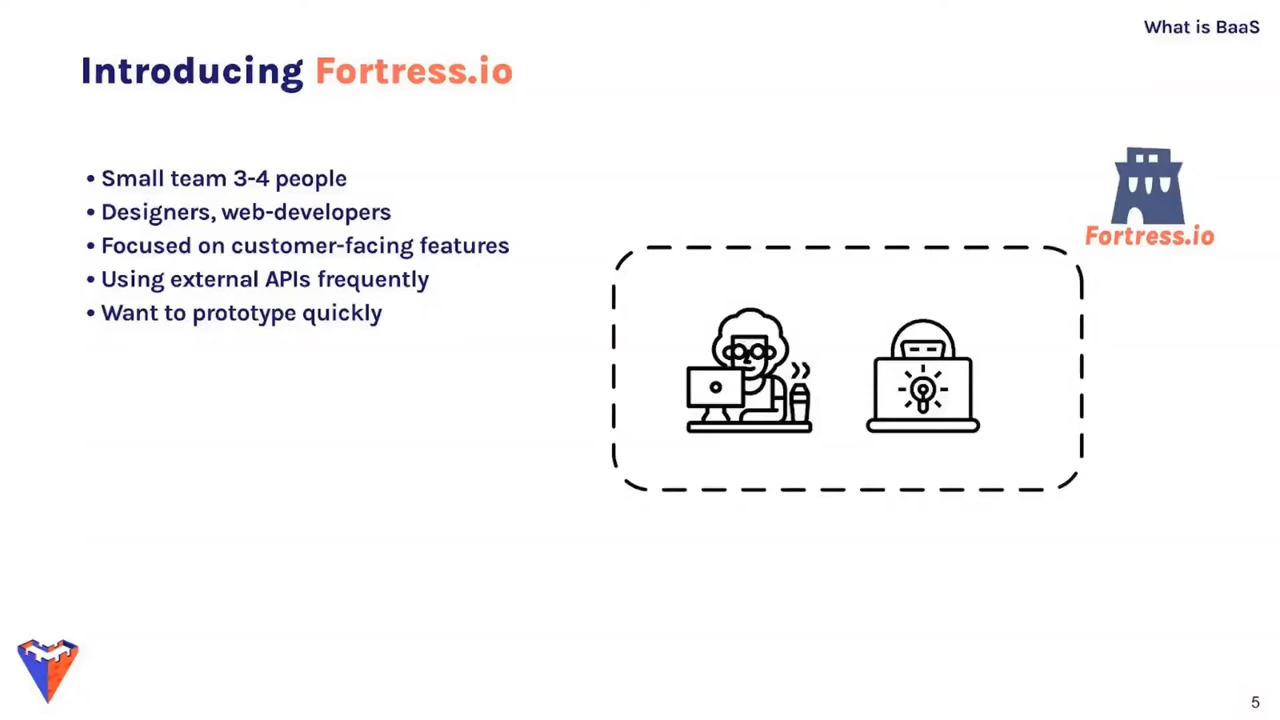 What is BaaS
Introducing Fortress.io
• Small team 3-4 people
• Designers, web-developers
• Focused on customer-facing features
• Using external APIs frequently
• Want to prototype quickly
Fortress.io
5